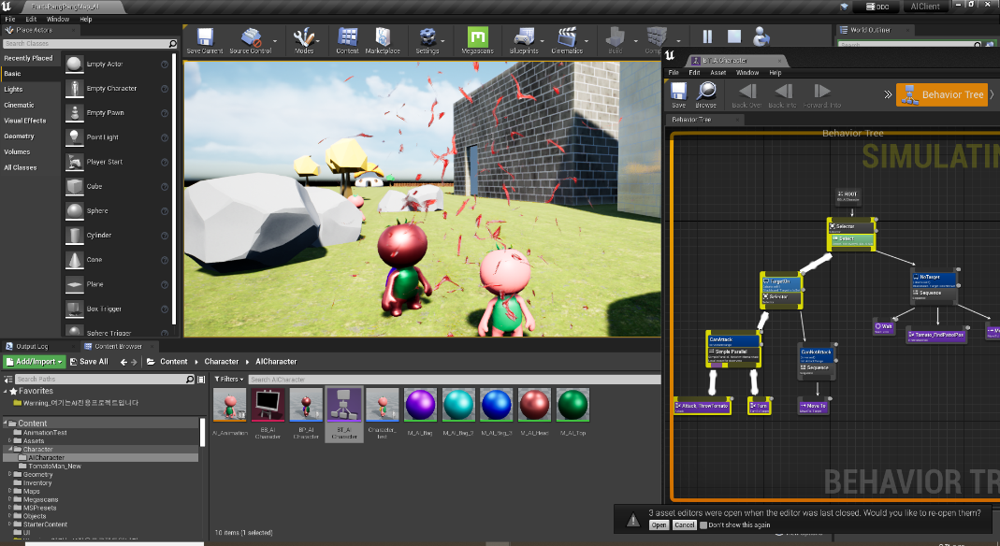 FruitsPangPangMap_AI
DDC
AIClient
File Edit Window Help
Place Actors
Search Classes
Recently Placed
Basic
Lights
Cinematic
Visual Effects
Geometry
Volumes
All Classes
Empty Actor
Empty Character
Empty Pawn
Point Light
Player Start
Cube
Sphere
Cylinder
Cone
Plane
Box Trigger
Sphere Trigger
Save Current
Source Control
Modes
Content
Marketplace
Settings
Megascans
Blueprints
Cinematics
Build
World Outliner
Search
BT_AI_Character
File Edit Asset Window Help
Save
Browse
Back: Over
Back: Into
Forward: Into
Behavior Tree
Behavior Tree
Behavior Tree
SIMULATIN
ROOT
Selector
Detect
TargetOn
Selector
NoTarget
Sequence
CanAttack
Simple Parallel
CanNotAttack
Sequence
Wait
Tomato_FindPatrolPos
Attack_ThrowTomato
Turn
Move To
BEHAVIOR TR
Output Log
Content Browser
Add/Import
Save All
Content
Character
AICharacter
Search Paths
Favorites
Warning_여기는AI전용프로젝트입니다
Content
AnimationTest
Assets
Character
AICharacter
TomatoMan_New
Geometry
Inventory
Maps
Megascans
MSPresets
Objects
StarterContent
UI
Filters
Search AICharacter
AI_Animation
BB_AI Character
BP_AI Character
BT_AI Character
Character_ test
M_AI_Bag
M_AI_Bag_2
M_AI_Bag_3
M_AI_Head
M_AI_Top
10 items (1 selected)
3 asset editors were open when the editor was last closed. Would you like to re-open them?
Open
Cancel
Don't show this again